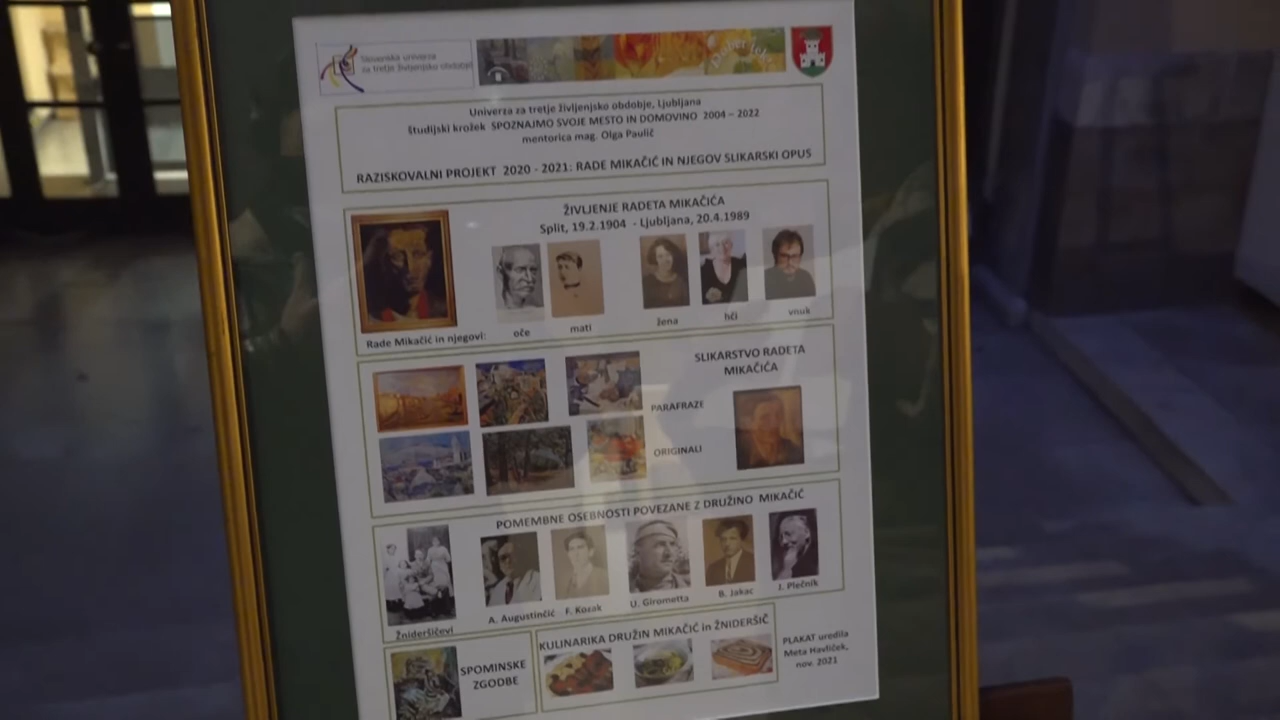 Slovenska univerza
za tretje življenjsko obdobje
Dober tek
Univerza za tretje življenjsko obdobje, Ljubljana
študijski krožek SPOZNAJMO SVOJE MESTO IN DOMOVINO 2004 – 2022
mentorica mag. Olga Paulič
RAZISKOVALNI PROJEKT 2020 - 2021: RADE MIKAČIĆ IN NJEGOV SLIKARSKI OPUS
ŽIVLJENJE RADETA MIKAČIĆA
Split, 19.2.1904 - Ljubljana, 20.4.1989
Rade Mikačić in njegovi:
oče
mati
žena
hči
vnuk
SLIKARSTVO RADETA
MIKAČIĆA
PARAFRAZE
ORIGINALI
POMEMBNE OSEBNOSTI POVEZANE Z DRUŽINO MIKAČIĆ
Žnideršičevi
A. Augustinčić
F. Kozak
U. Girometta
B. Jakac
J. Plečnik
SPOMINSKE
ZGODBE
KULINARIKA DRUŽIN MIKAČIĆ in ŽNIDERŠIČ
PLAKAT uredila
Meta Havliček,
nov. 2021